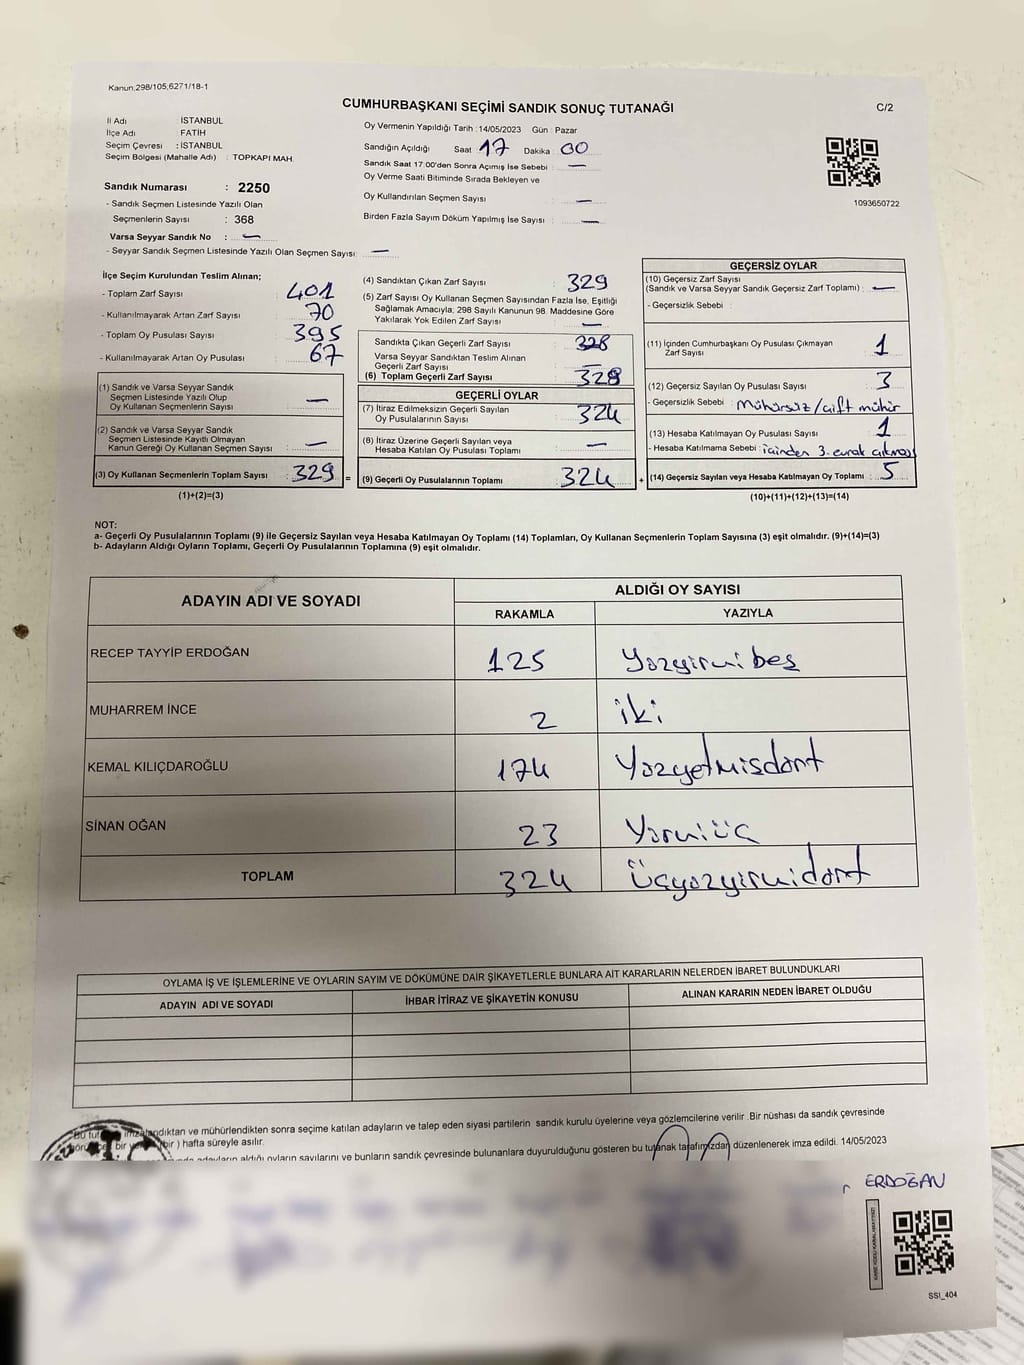 Kanun,298/105,6271/18-1
CUMHURBAŞKANI SEÇİMİ SANDIK SONUÇ TUTANAĞI
C/2
İl Adı : İSTANBUL
İlçe Adı : FATİH
Seçim Çevresi : İSTANBUL
Seçim Bölgesi (Mahalle Adı) : TOPKAPI MAH.
Sandık Numarası : 2250
- Sandık Seçmen Listesinde Yazılı Olan
Seçmenlerin Sayısı : 368
Varsa Seyyar Sandık No : —
- Seyyar Sandık Seçmen Listesinde Yazılı Olan Seçmen Sayısı: —
Oy Vermenin Yapıldığı Tarih : 14/05/2023 Gün : Pazar
Sandığın Açıldığı Saat : 17 Dakika : 00
Sandık Saat 17:00'den Sonra Açımış İse Sebebi : —
Oy Verme Saati Bitiminde Sırada Bekleyen ve
Oy Kullandırılan Seçmen Sayısı : —
Birden Fazla Sayım Döküm Yapılmış İse Sayısı : —
1093650722
İlçe Seçim Kurulundan Teslim Alınan;
- Toplam Zarf Sayısı : 401
- Kullanılmayarak Artan Zarf Sayısı : 70
- Toplam Oy Pusulası Sayısı : 395
- Kullanılmayarak Artan Oy Pusulası : 67
(1) Sandık ve Varsa Seyyar Sandık
Seçmen Listesinde Yazılı Olup
Oy Kullanan Seçmenlerin Sayısı : —
(2) Sandık ve Varsa Seyyar Sandık
Seçmen Listesinde Kayıtlı Olmayan
Kanun Gereği Oy Kullanan Seçmen Sayısı : —
(3) Oy Kullanan Seçmenlerin Toplam Sayısı : 329 =
(1)+(2)=(3)
(4) Sandıktan Çıkan Zarf Sayısı : 329
(5) Zarf Sayısı Oy Kullanan Seçmen Sayısından Fazla İse, Eşitliği
Sağlamak Amacıyla; 298 Sayılı Kanunun 98. Maddesine Göre
Yakılarak Yok Edilen Zarf Sayısı : —
Sandıkta Çıkan Geçerli Zarf Sayısı : 328
Varsa Seyyar Sandıktan Teslim Alınan
Geçerli Zarf Sayısı : —
(6) Toplam Geçerli Zarf Sayısı : 328
GEÇERLİ OYLAR
(7) İtiraz Edilmeksizin Geçerli Sayılan
Oy Pusulalarının Sayısı : 324
(8) İtiraz Üzerine Geçerli Sayılan veya
Hesaba Katılan Oy Pusulası Toplamı : —
(9) Geçerli Oy Pusulalarının Toplamı : 324 +
GEÇERSİZ OYLAR
(10) Geçersiz Zarf Sayısı
(Sandık ve Varsa Seyyar Sandık Geçersiz Zarf Toplamı) : —
- Geçersizlik Sebebi :
(11) İçinden Cumhurbaşkanı Oy Pusulası Çıkmayan
Zarf Sayısı : 1
(12) Geçersiz Sayılan Oy Pusulası Sayısı : 3
- Geçersizlik Sebebi : Mühürsüz/çift mühür
(13) Hesaba Katılmayan Oy Pusulası Sayısı : 1
- Hesaba Katılmama Sebebi : içinden 3. evrak çıkması
(14) Geçersiz Sayılan veya Hesaba Katılmayan Oy Toplamı : 5
(10)+(11)+(12)+(13)=(14)
NOT:
a- Geçerli Oy Pusulalarının Toplamı (9) ile Geçersiz Sayılan veya Hesaba Katılmayan Oy Toplamı (14) Toplamları, Oy Kullanan Seçmenlerin Toplam Sayısına (3) eşit olmalıdır. (9)+(14)=(3)
b- Adayların Aldığı Oyların Toplamı, Geçerli Oy Pusulalarının Toplamına (9) eşit olmalıdır.
ADAYIN ADI VE SOYADI
ALDIĞI OY SAYISI
RAKAMLA YAZIYLA
RECEP TAYYİP ERDOĞAN 125 Yüzyirmi beş
MUHARREM İNCE 2 iki
KEMAL KILIÇDAROĞLU 174 Yüzyetmişdört
SİNAN OĞAN 23 Yirmiüç
TOPLAM 324 Üçyüzyirmidört
OYLAMA İŞ VE İŞLEMLERİNE VE OYLARIN SAYIM VE DÖKÜMÜNE DAİR ŞİKAYETLERLE BUNLARA AİT KARARLARIN NELERDEN İBARET BULUNDUKLARI
ADAYIN ADI VE SOYADI İHBAR İTİRAZ VE ŞİKAYETİN KONUSU ALINAN KARARIN NEDEN İBARET OLDUĞU
Bu imzalandıktan ve mühürlendikten sonra seçime katılan adayların ve talep eden siyasi partilerin sandık kurulu üyelerine veya gözlemcilerine verilir .Bir nüshası da sandık çevresinde
bir (bir ) hafta süreyle asılır.
adayların aldığı oyların sayılarını ve bunların sandık çevresinde bulunanlara duyurulduğunu gösteren bu tutanak tarafımızdan düzenlenerek imza edildi. 14/05/2023
ERDOĞAN
SSI_404